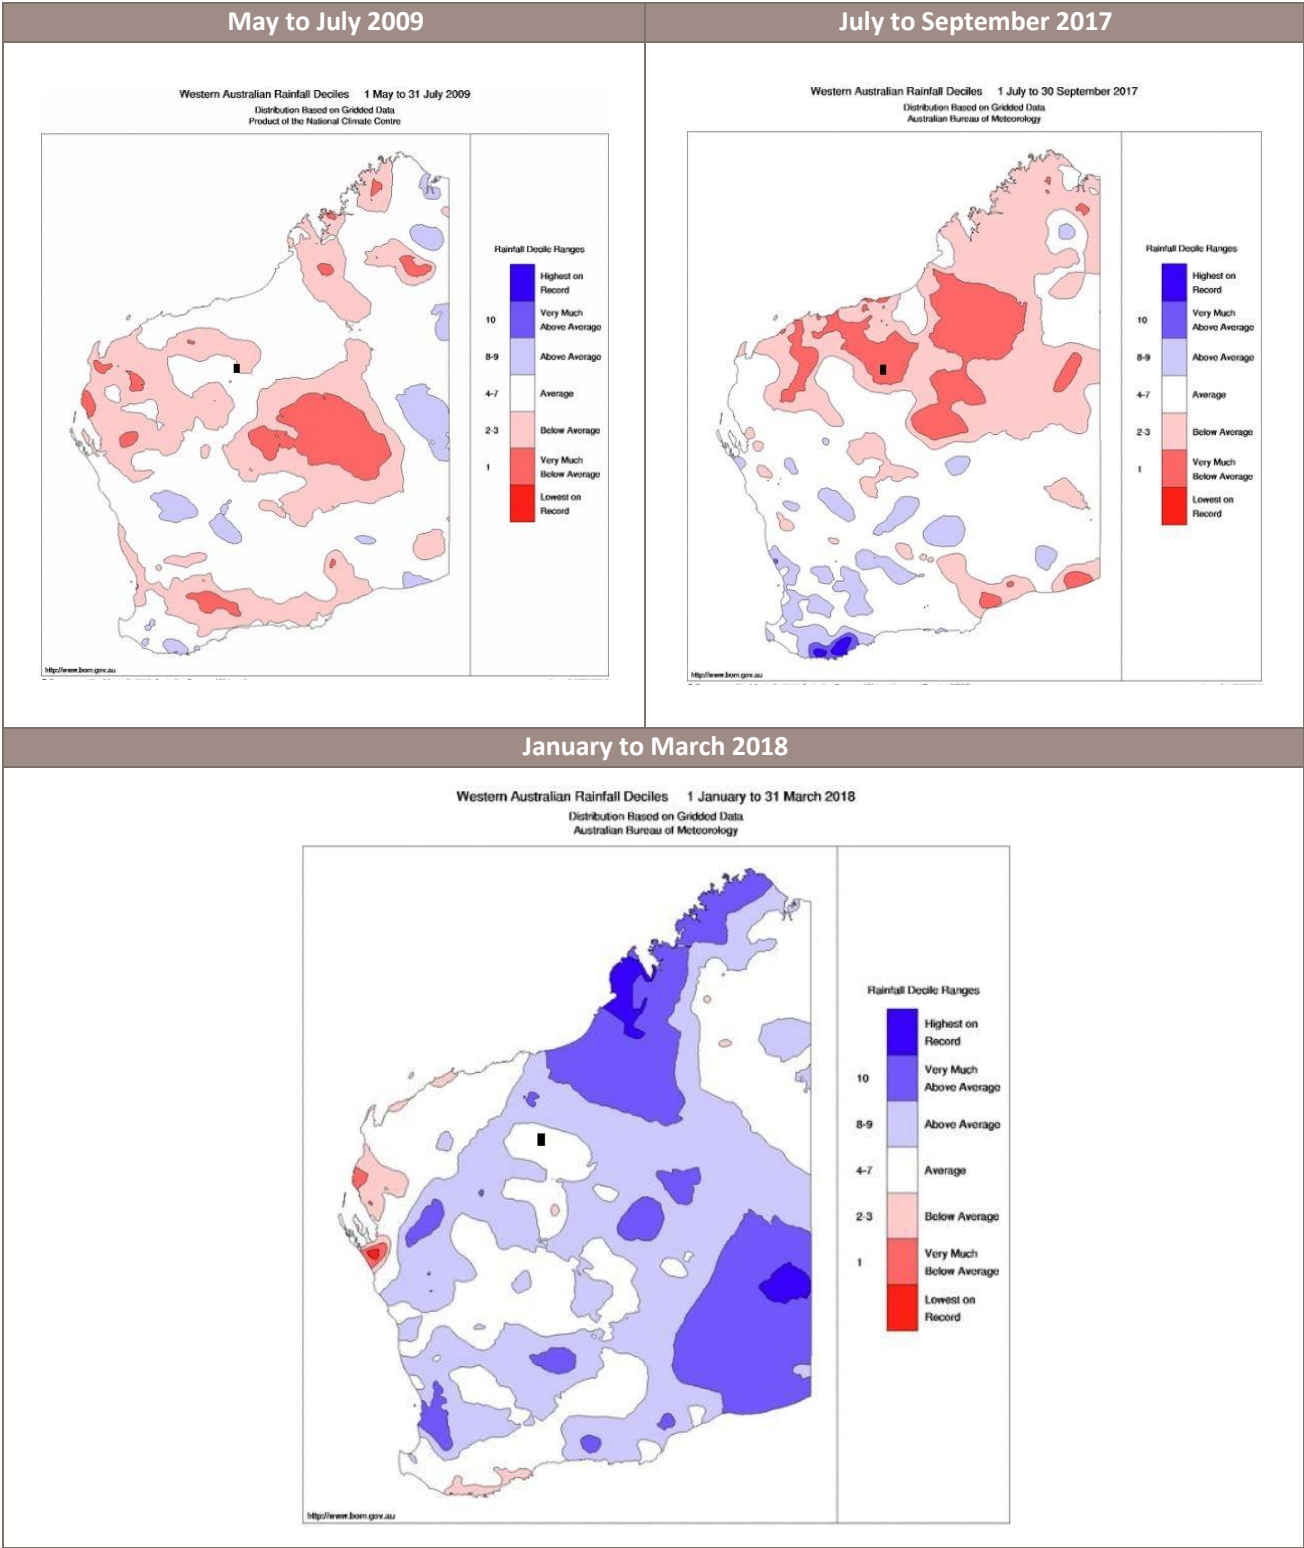 May to July 2009
Western Australian Rainfall Deciles 1 May to 31 July 2009
Distribution Based on Gridded Data
Product of the National Climate Centre
Rainfall Decile Ranges
Highest on
Record
10
Very Much
Above Average
8-9
Above Average
4-7
Average
2-3
Below Average
1
Very Much
Below Average
Lowest on
Record
http://www.bom.gov.au
July to September 2017
Western Australian Rainfall Deciles 1 July to 30 September 2017
Distribution Based on Gridded Data
Australian Bureau of Meteorology
Rainfall Decile Ranges
Highest on
Record
10
Very Much
Above Average
8-9
Above Average
4-7
Average
2-3
Below Average
1
Very Much
Below Average
Lowest on
Record
http://www.bom.gov.au
January to March 2018
Western Australian Rainfall Deciles 1 January to 31 March 2018
Distribution Based on Gridded Data
Australian Bureau of Meteorology
Rainfall Decile Ranges
Highest on
Record
10
Very Much
Above Average
8-9
Above Average
4-7
Average
2-3
Below Average
1
Very Much
Below Average
Lowest on
Record
http://www.bom.gov.au